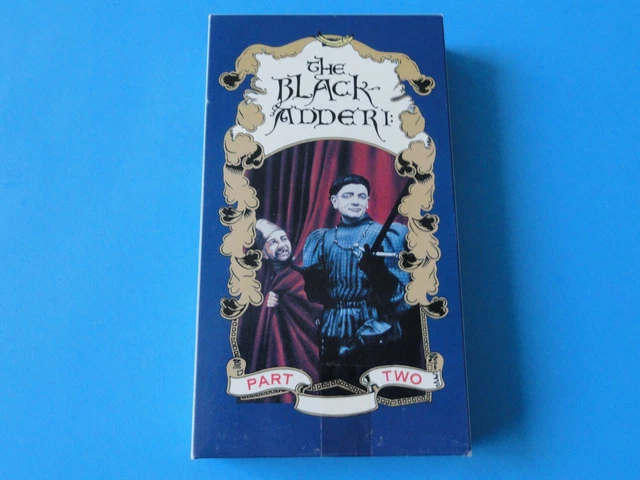 THE
BLACK
ADDER I:
PART TWO